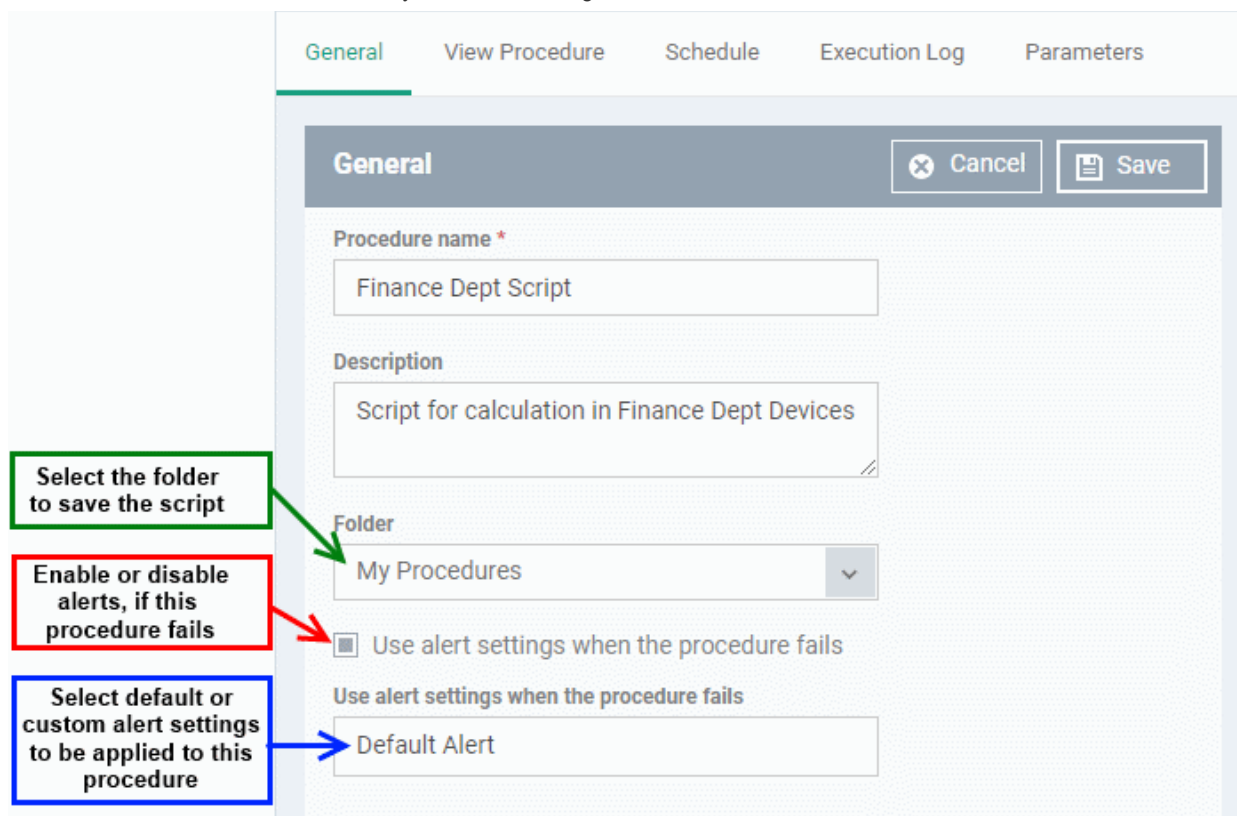 General View Procedure Schedule Execution Log Parameters
General Cancel Save
Procedure name *
Finance Dept Script
Description
Script for calculation in Finance Dept Devices
Select the folder
to save the script
Folder
My Procedures
Enable or disable
alerts, if this
procedure fails
Use alert settings when the procedure fails
Use alert settings when the procedure fails
Select default or
custom alert settings
to be applied to this
procedure
Default Alert